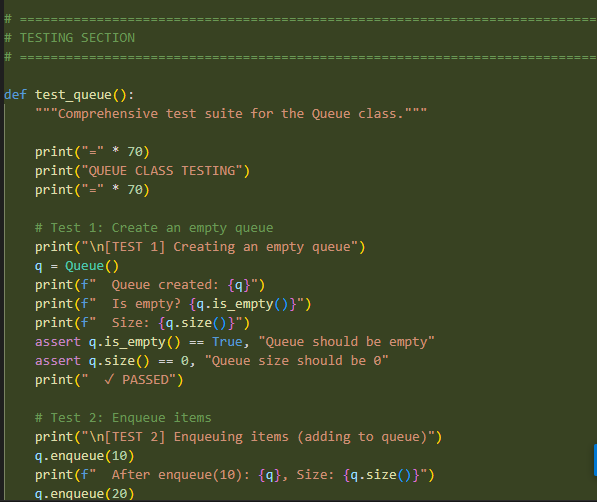 # ===========================================================================
# TESTING SECTION
# ===========================================================================
def test_queue():
    """Comprehensive test suite for the Queue class."""
    print("=" * 70)
    print("QUEUE CLASS TESTING")
    print("=" * 70)
    # Test 1: Create an empty queue
    print("\n[TEST 1] Creating an empty queue")
    q = Queue()
    print(f"  Queue created: {q}")
    print(f"  Is empty? {q.is_empty()}")
    print(f"  Size: {q.size()}")
    assert q.is_empty() == True, "Queue should be empty"
    assert q.size() == 0, "Queue size should be 0"
    print("  ✓ PASSED")
    # Test 2: Enqueue items
    print("\n[TEST 2] Enqueuing items (adding to queue)")
    q.enqueue(10)
    print(f"  After enqueue(10): {q}, Size: {q.size()}")
    q.enqueue(20)